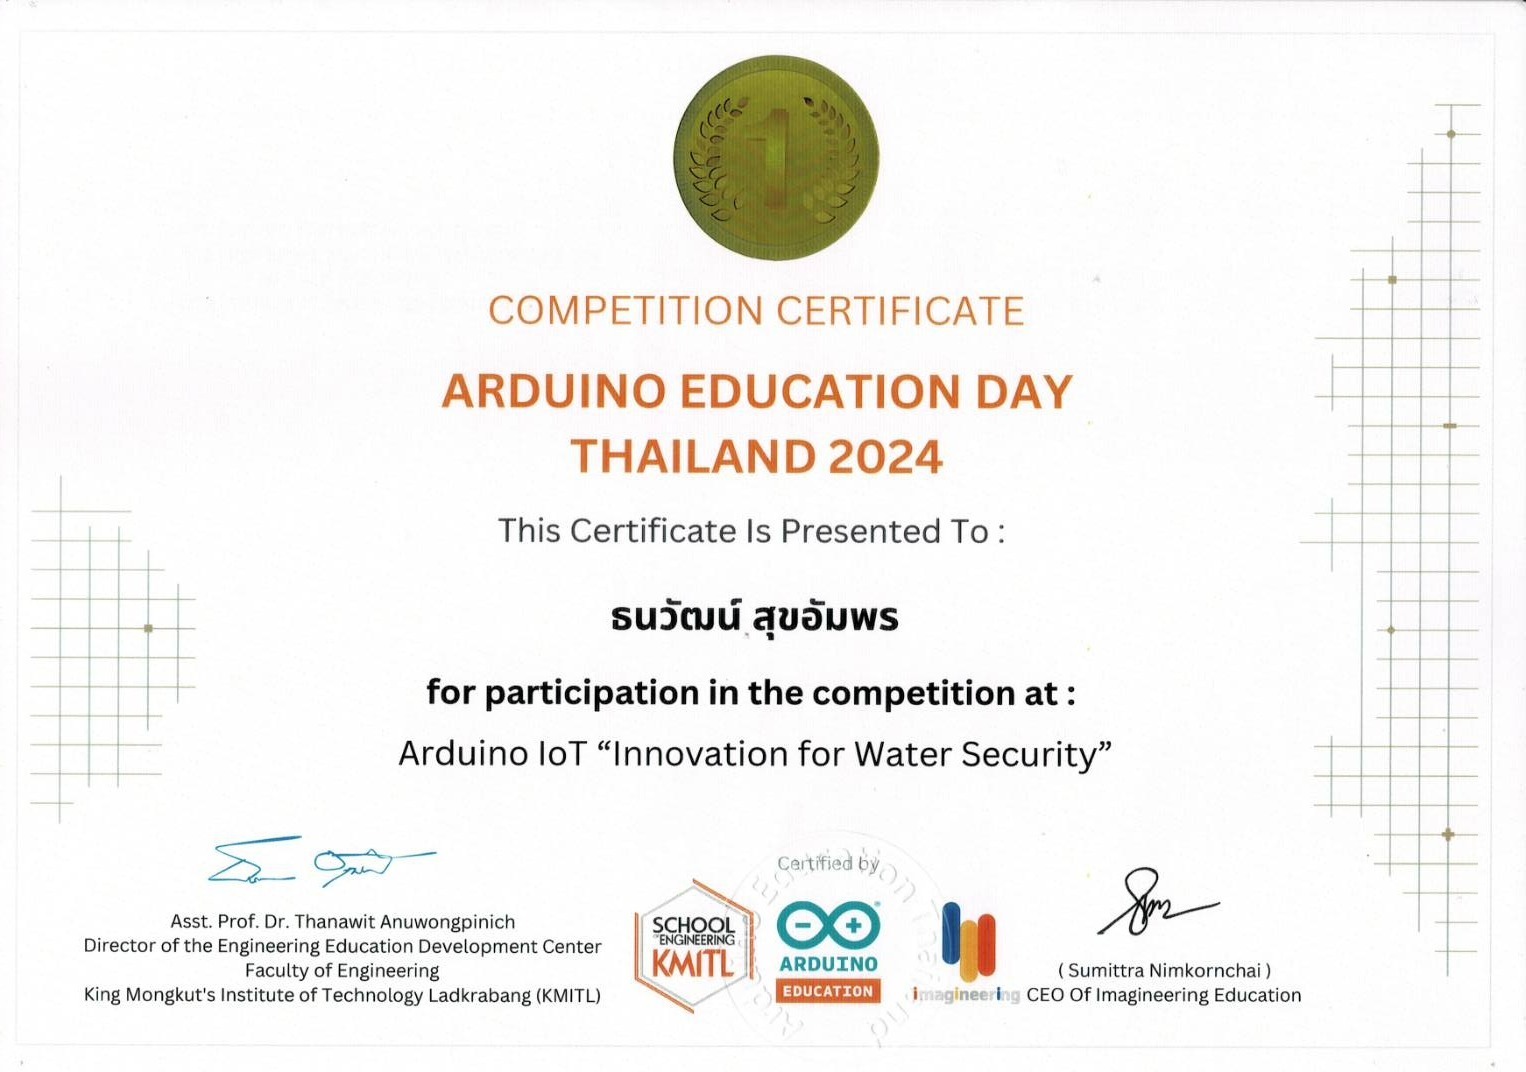 1
COMPETITION CERTIFICATE
ARDUINO EDUCATION DAY
THAILAND 2024
This Certificate Is Presented To :
ธนวัฒน์ สุขอัมพร
for participation in the competition at :
Arduino IoT “Innovation for Water Security”
Asst. Prof. Dr. Thanawit Anuwongpinich
Director of the Engineering Education Development Center
Faculty of Engineering
King Mongkut's Institute of Technology Ladkrabang (KMITL)
Certified by
SCHOOL
OF ENGINEERING
KMITL
ARDUINO
EDUCATION
imagineering
( Sumittra Nimkornchai )
CEO Of Imagineering Education